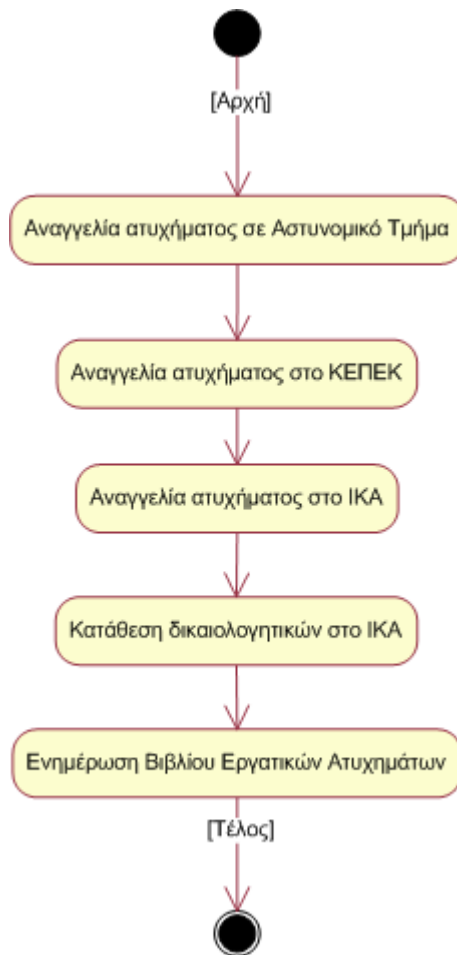 [Αρχή]
Αναγγελία ατυχήματος σε Αστυνομικό Τμήμα
Αναγγελία ατυχήματος στο ΚΕΠΕΚ
Αναγγελία ατυχήματος στο ΙΚΑ
Κατάθεση δικαιολογητικών στο ΙΚΑ
Ενημέρωση Βιβλίου Εργατικών Ατυχημάτων
[Τέλος]